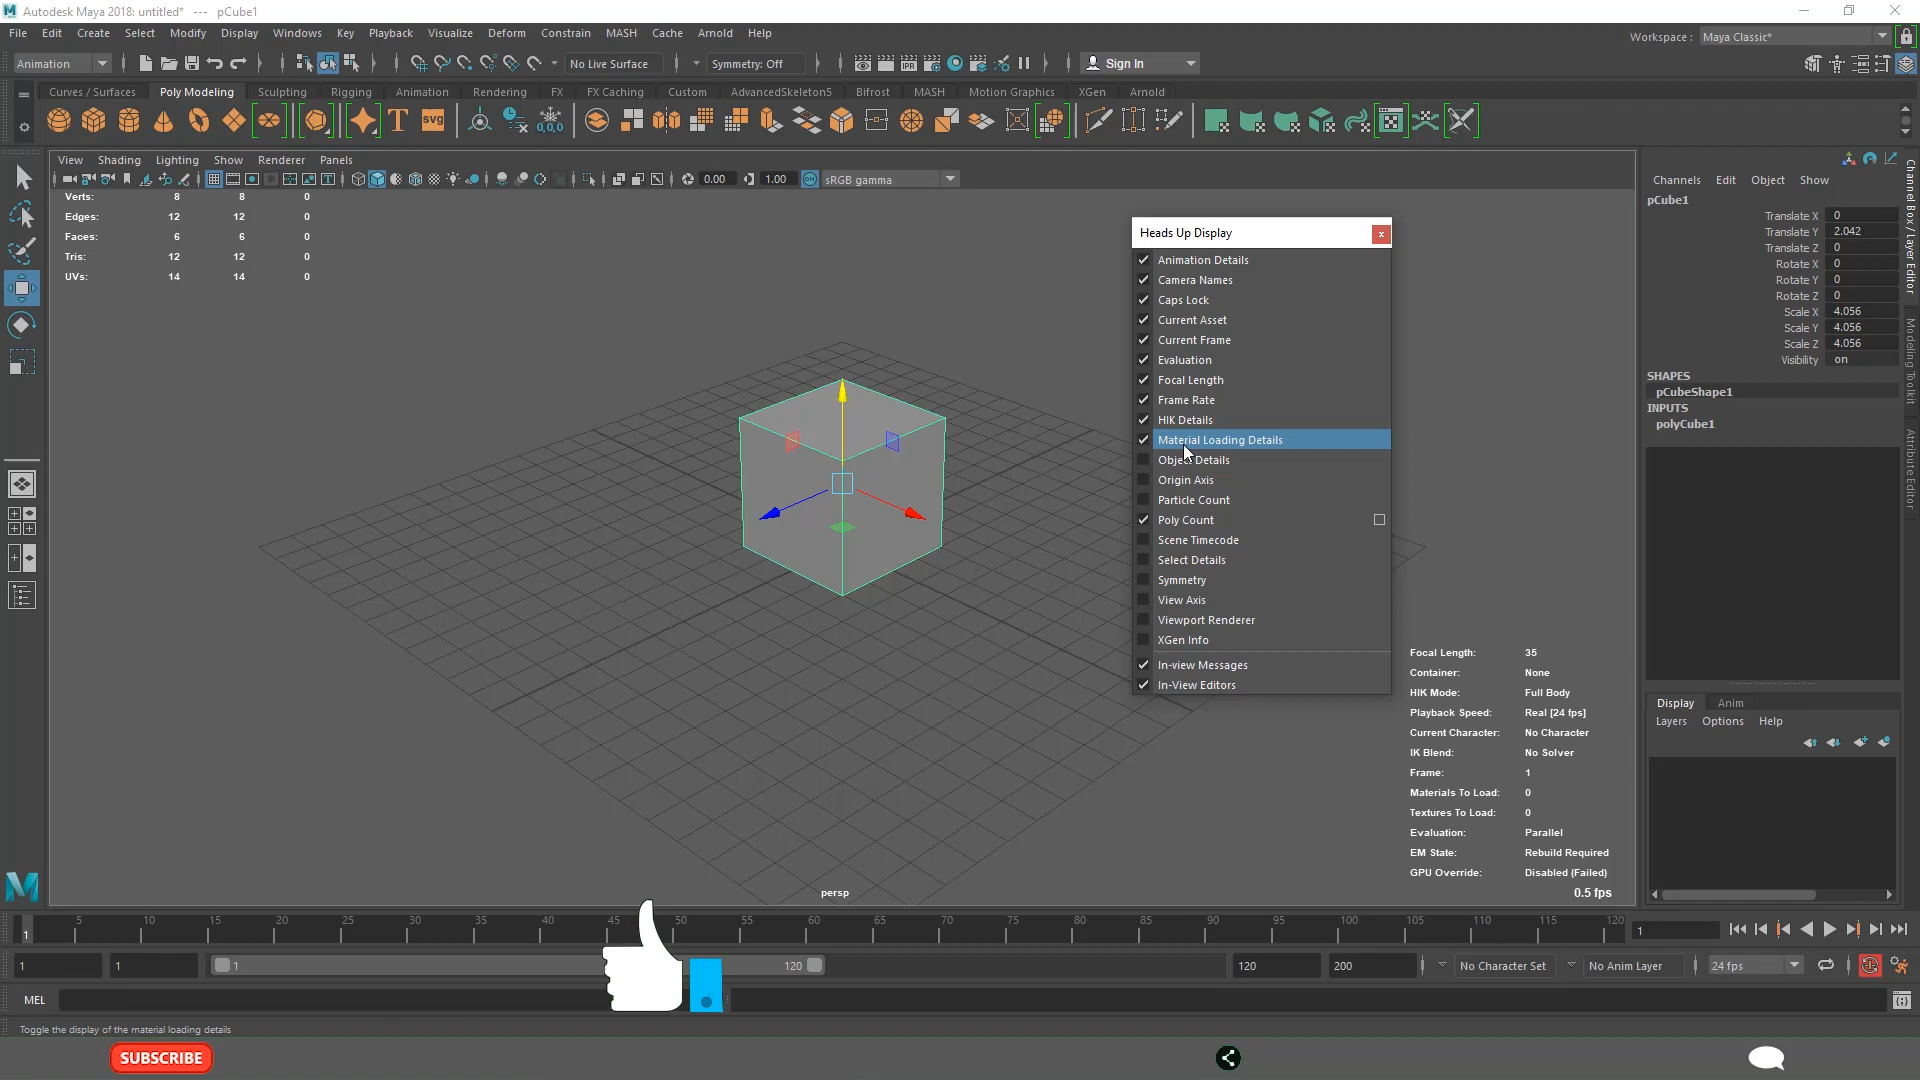 Autodesk Maya 2018: untitled* --- pCube1
File Edit Create Select Modify Display Windows Key Playback Visualize Deform Constrain MASH Cache Arnold Help
Workspace : Maya Classic*
Animation No Live Surface Symmetry: Off Sign In
Curves / Surfaces Poly Modeling Sculpting Rigging Animation Rendering FX FX Caching Custom AdvancedSkeleton5 Bifrost MASH Motion Graphics XGen Arnold
View Shading Lighting Show Renderer Panels
0.00 1.00 sRGB gamma
Verts: 8 8 0
Edges: 12 12 0
Faces: 6 6 0
Tris: 12 12 0
UVs: 14 14 0
Heads Up Display
Animation Details
Camera Names
Caps Lock
Current Asset
Current Frame
Evaluation
Focal Length
Frame Rate
HIK Details
Material Loading Details
Object Details
Origin Axis
Particle Count
Poly Count
Scene Timecode
Select Details
Symmetry
View Axis
Viewport Renderer
XGen Info
In-view Messages
In-View Editors
Focal Length: 35
Container: None
HIK Mode: Full Body
Playback Speed: Real [24 fps]
Current Character: No Character
IK Blend: No Solver
Frame: 1
Materials To Load: 0
Textures To Load: 0
Evaluation: Parallel
EM State: Rebuild Required
GPU Override: Disabled (Failed)
0.5 fps
persp
Channels Edit Object Show
pCube1
Translate X 0
Translate Y 2.042
Translate Z 0
Rotate X 0
Rotate Y 0
Rotate Z 0
Scale X 4.056
Scale Y 4.056
Scale Z 4.056
Visibility on
SHAPES
pCubeShape1
INPUTS
polyCube1
Display Anim
Layers Options Help
Channel Box / Layer Editor
Modeling Toolkit
Attribute Editor
1 5 10 15 20 25 30 35 40 45 50 55 60 65 70 75 80 85 90 95 100 105 110 115 120 1
1 1 1 120 120 200 No Character Set No Anim Layer 24 fps
MEL
Toggle the display of the material loading details
SUBSCRIBE